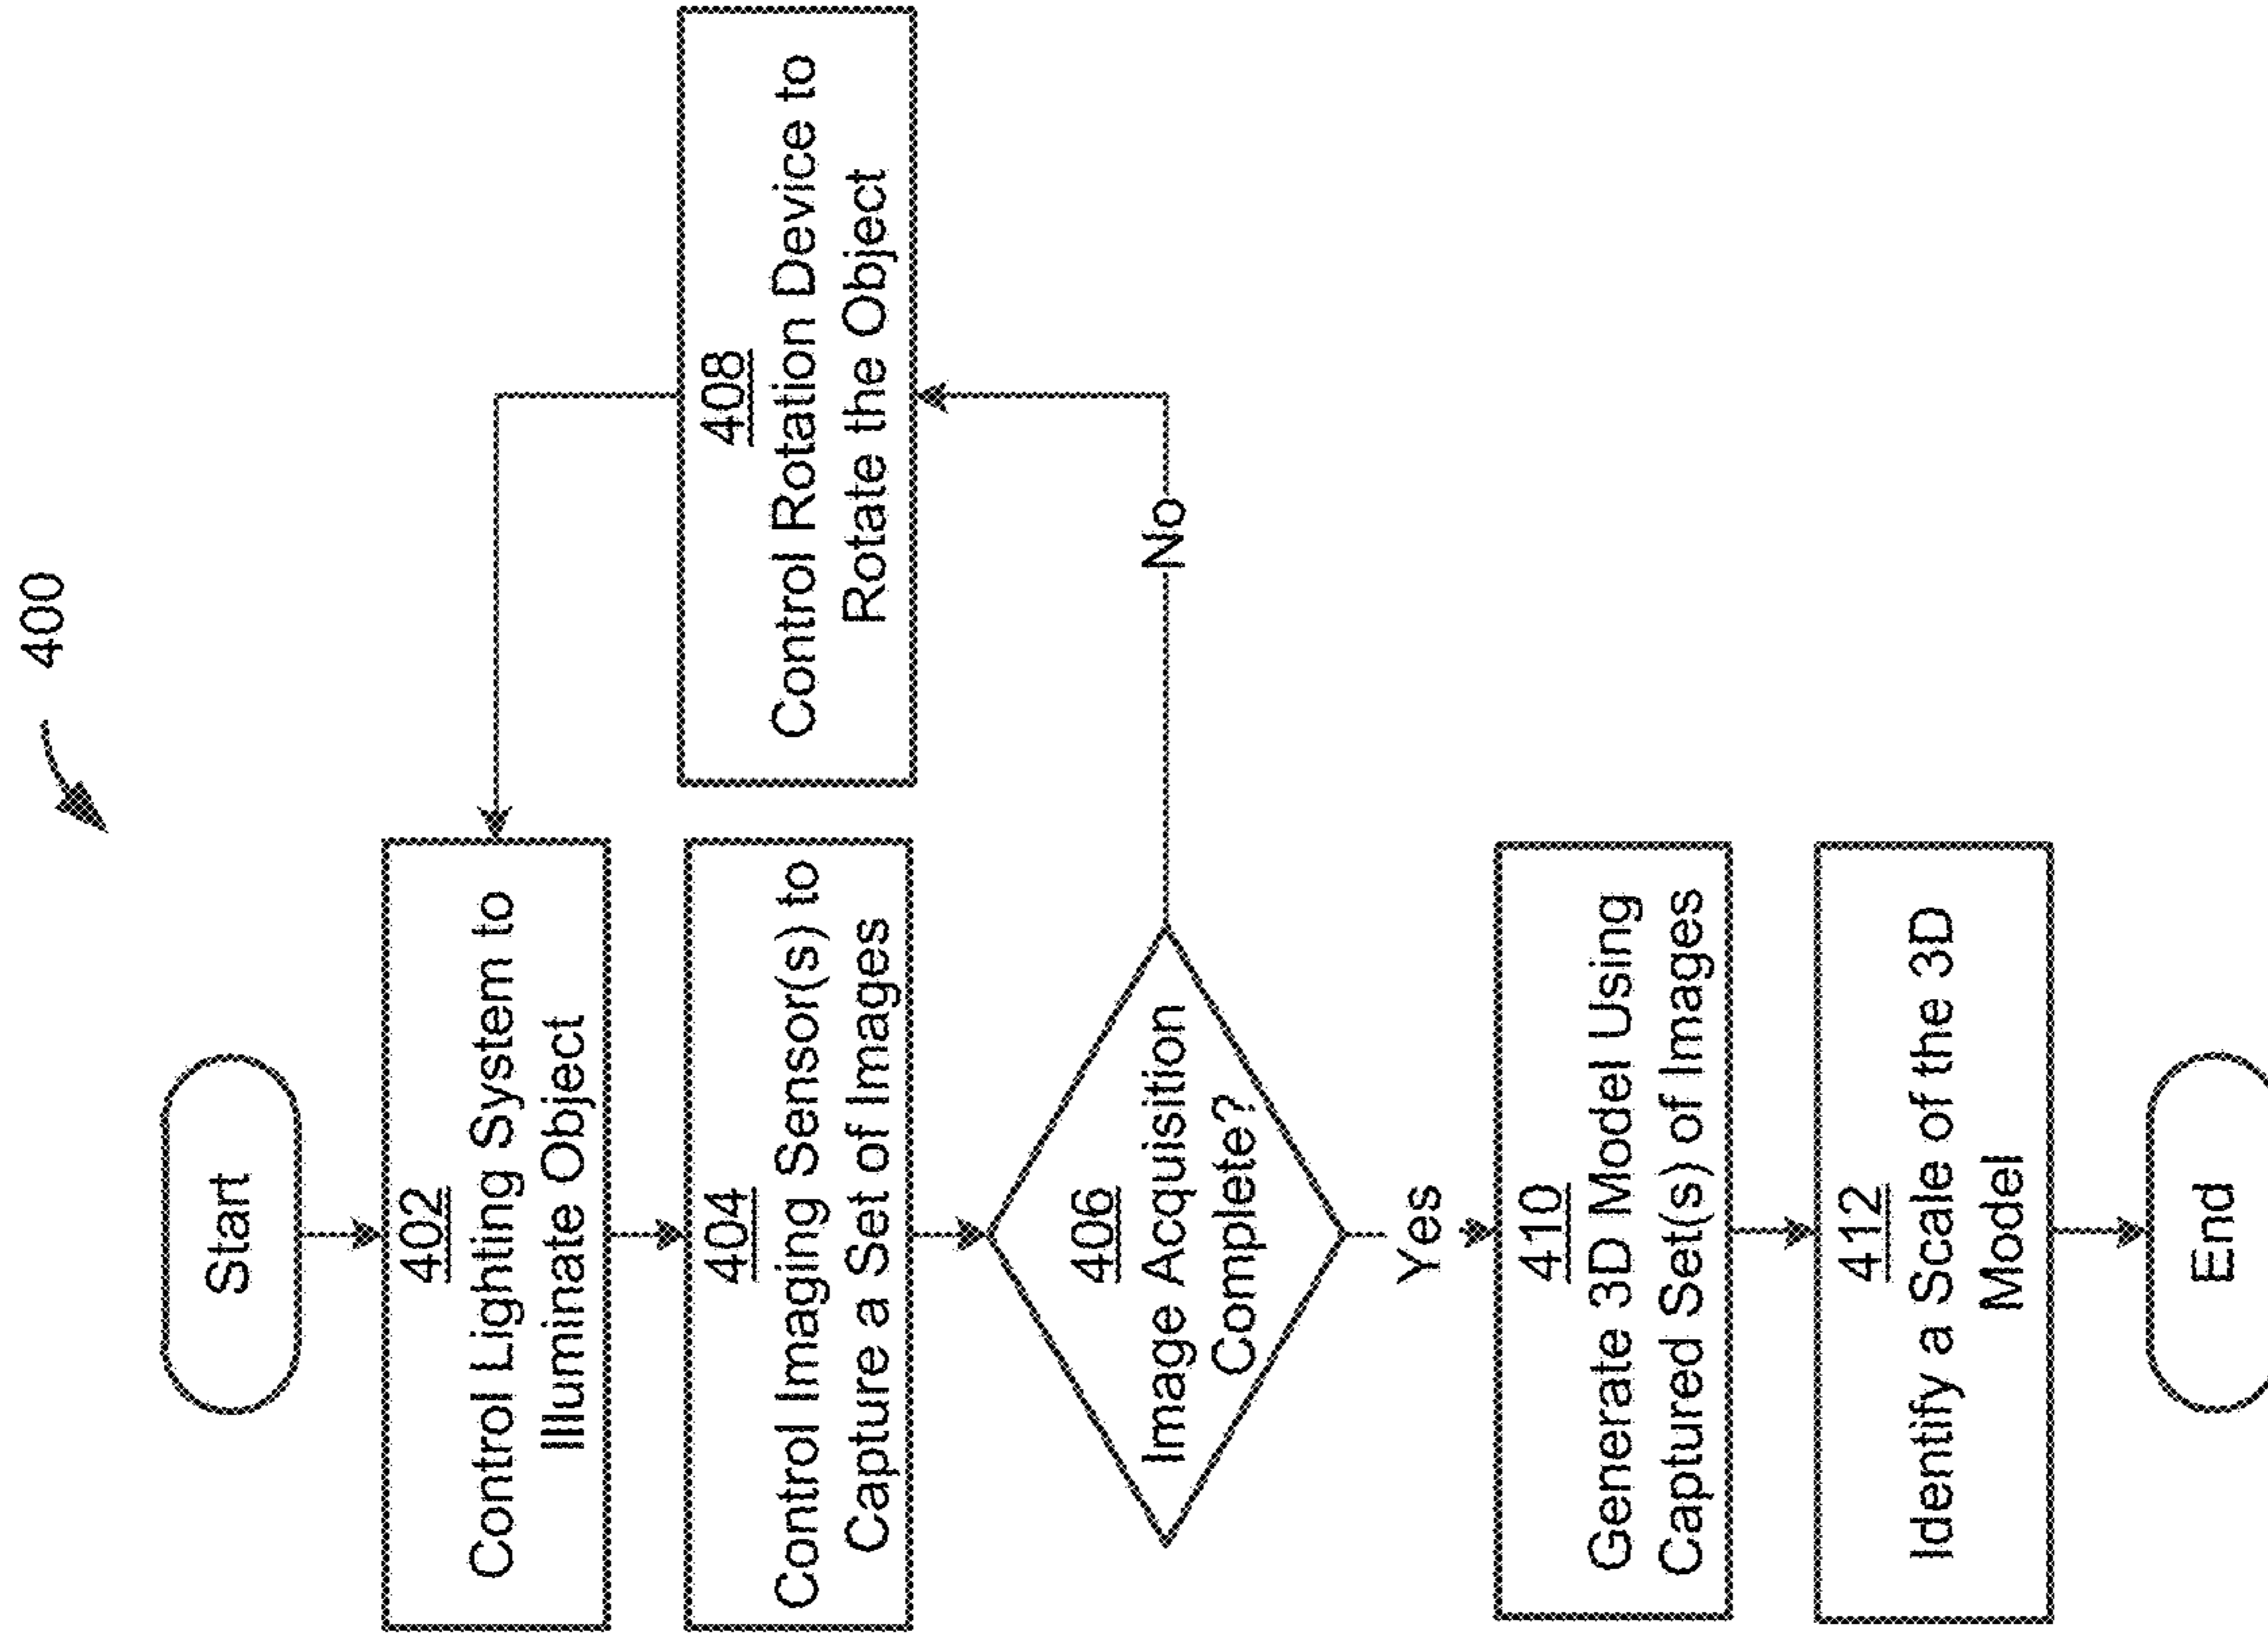 400
Start
402
Control Lighting System to
Illuminate Object
404
Control Imaging Sensor(s) to
Capture a Set of Images
406
Image Acquisition
Complete?
No
408
Control Rotation Device to
Rotate the Object
Yes
410
Generate 3D Model Using
Captured Set(s) of Images
412
Identify a Scale of the 3D
Model
End